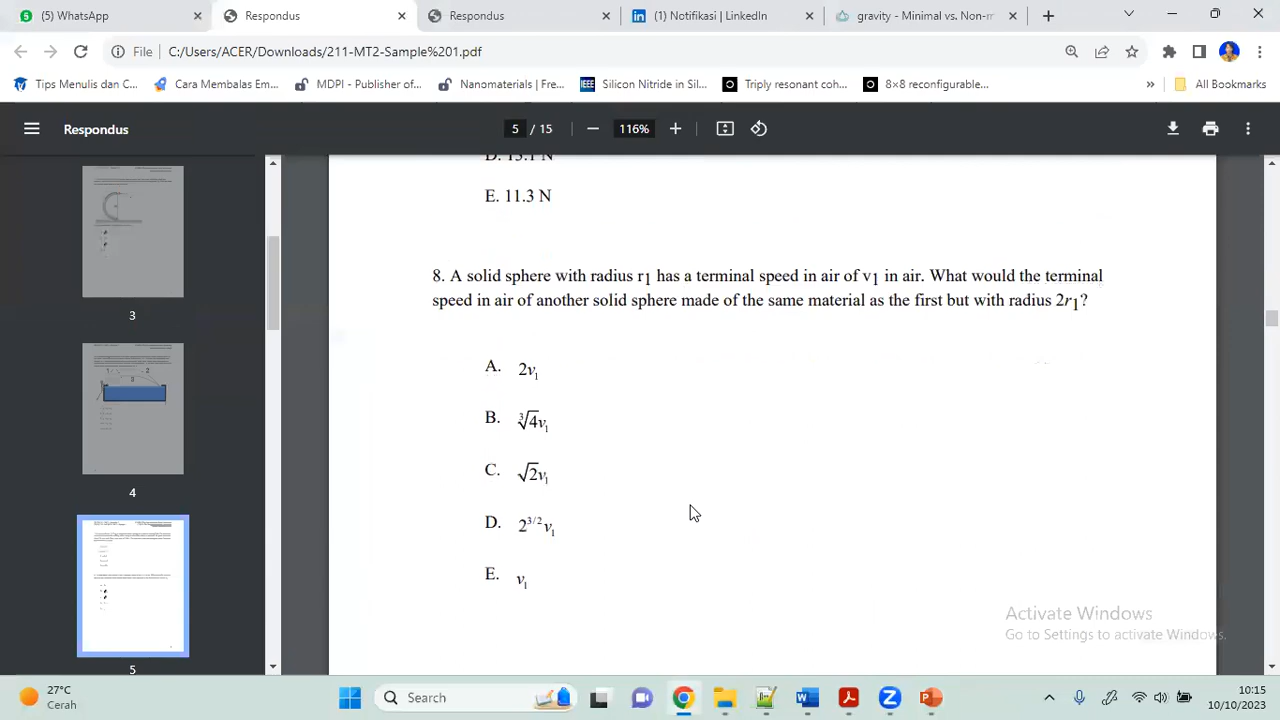 (5) WhatsApp
Respondus
Respondus
(1) Notifikasi | LinkedIn
gravity - Minimal vs. Non-m
File
C:/Users/ACER/Downloads/211-MT2-Sample%201.pdf
Tips Menulis dan C...
Cara Membalas Em...
MDPI - Publisher of...
Nanomaterials | Fre...
Silicon Nitride in Sil...
Triply resonant coh...
8×8 reconfigurable...
All Bookmarks
Respondus
5 / 15
116%
3
4
5
E. 11.3 N
8. A solid sphere with radius r1 has a terminal speed in air of v1 in air. What would the terminal
speed in air of another solid sphere made of the same material as the first but with radius 2r1?
A. 2v1
B. ∛4v1
C. √2v1
D. 2^3/2 v1
E. v1
Activate Windows
Go to Settings to activate Windows.
27°C
Cerah
Search
10:15
10/10/2023